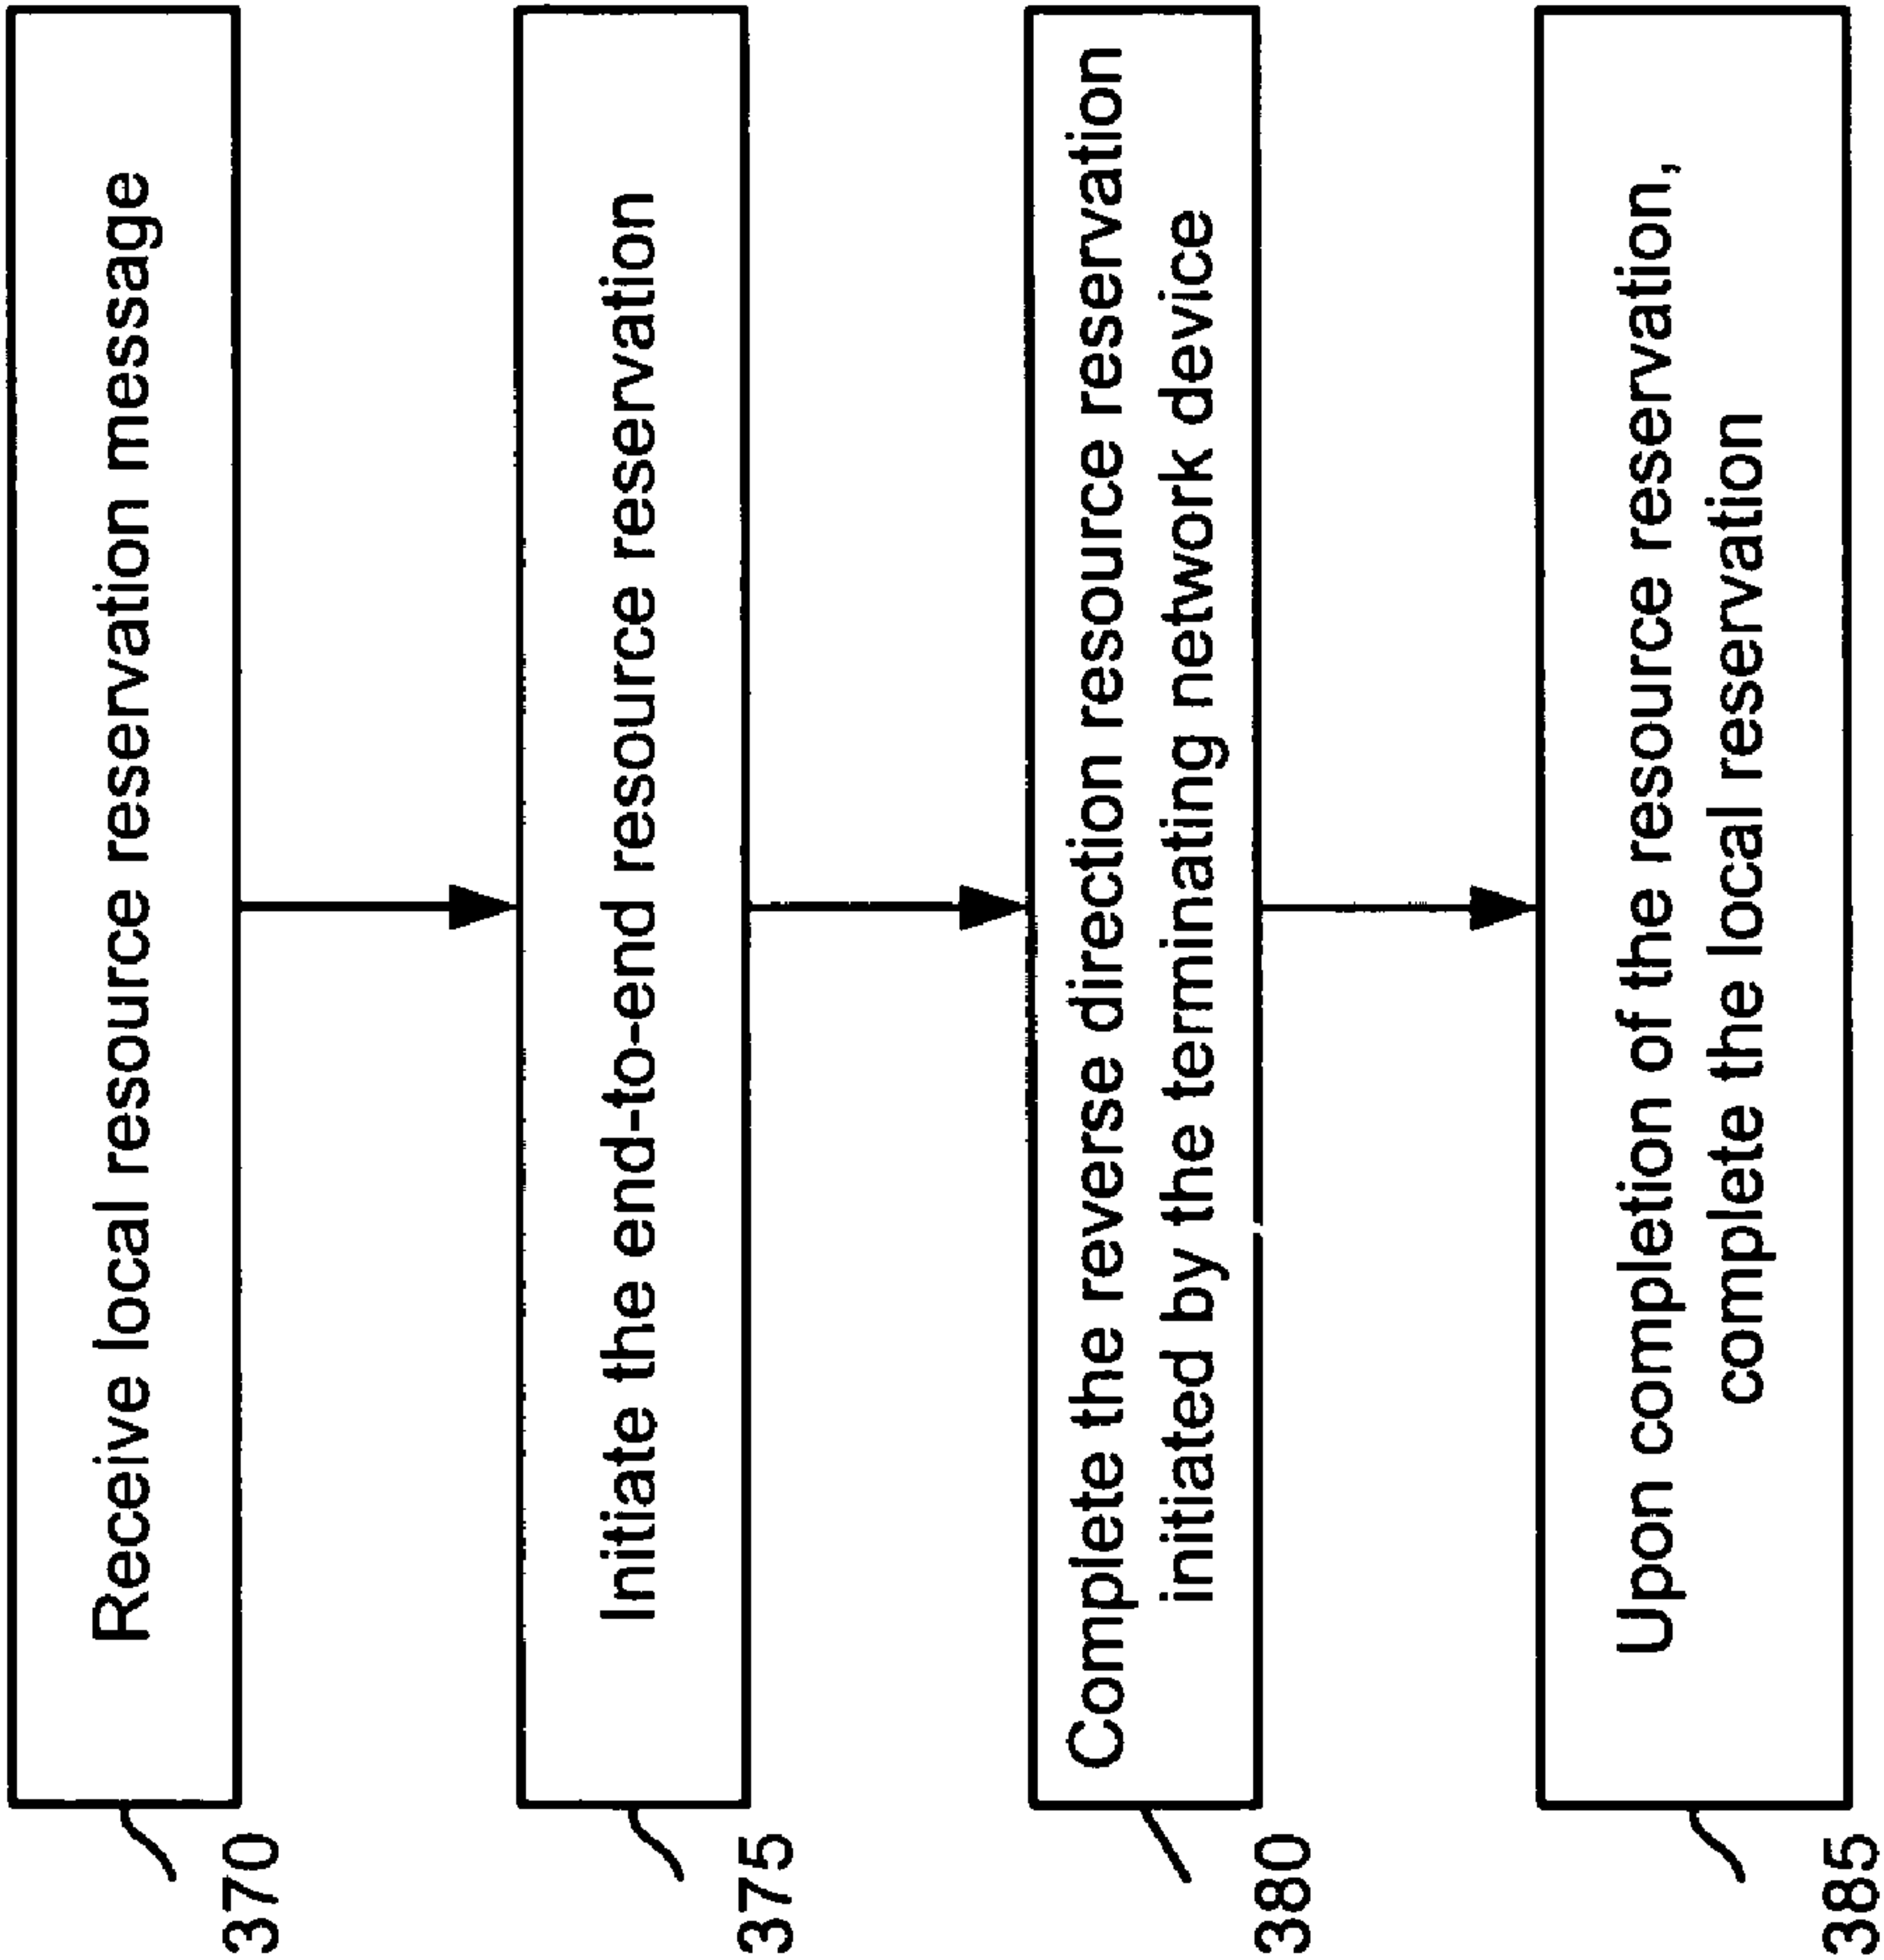 370
Receive local resource reservation message
375
Initiate the end-to-end resource reservation
380
Complete the reverse direction resource reservation
initiated by the terminating network device
385
Upon completion of the resource reservation,
complete the local reservation